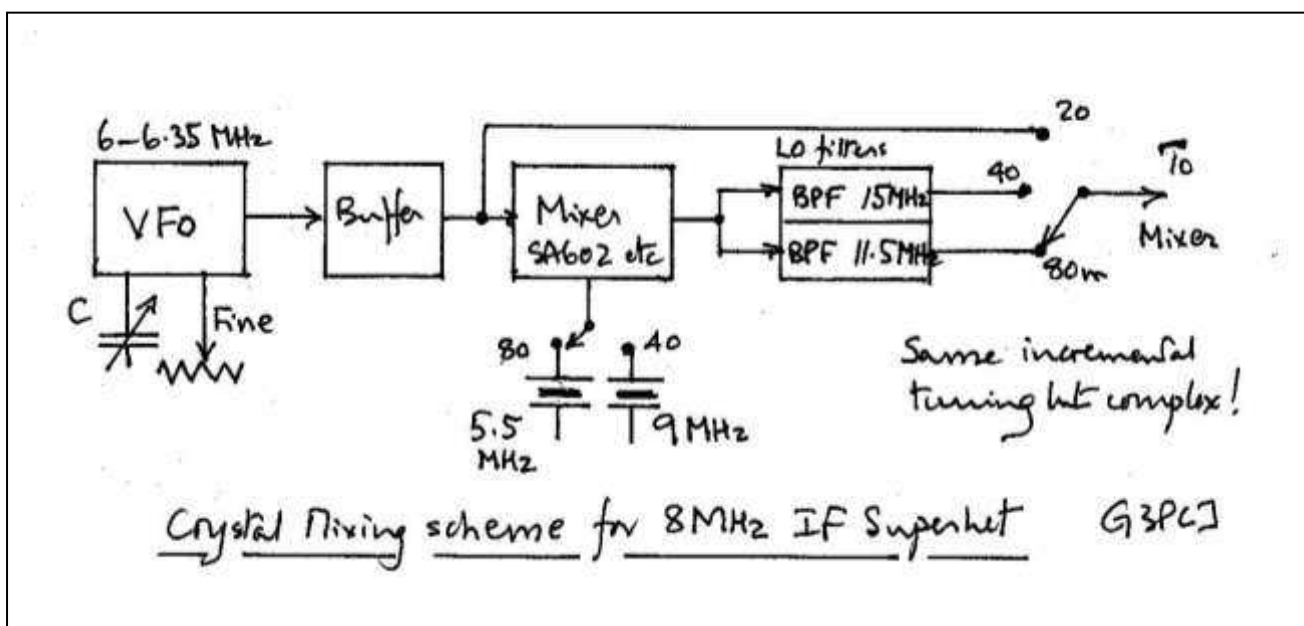 6-6.35 MHz
VFO
C
Fine
Buffer
Mixer
SA602 etc
80
40
5.5
MHz
9 MHz
LO filters
BPF 15MHz
BPF 11.5MHz
20
40
80m
To
Mixer
Same incremental
tuning but complex!
Crystal Mixing scheme for 8MHz IF Superhet G3PCJ